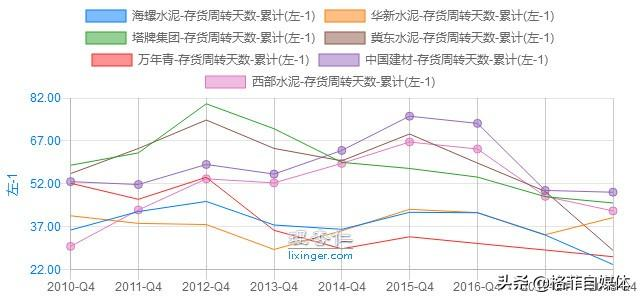 海螺水泥-存货周转天数-累计(左-1) 华新水泥-存货周转天数-累计(左-1)
塔牌集团-存货周转天数-累计(左-1) 冀东水泥-存货周转天数-累计(左-1)
万年青-存货周转天数-累计(左-1) 中国建材-存货周转天数-累计(左-1)
西部水泥-存货周转天数-累计(左-1)
82.00
67.00
52.00
37.00
22.00
左-1
理杏仁
lixinger.com
2010-Q4 2011-Q4 2012-Q4 2013-Q4 2014-Q4 2015-Q4 2016-Q4
头条@格菲自媒体